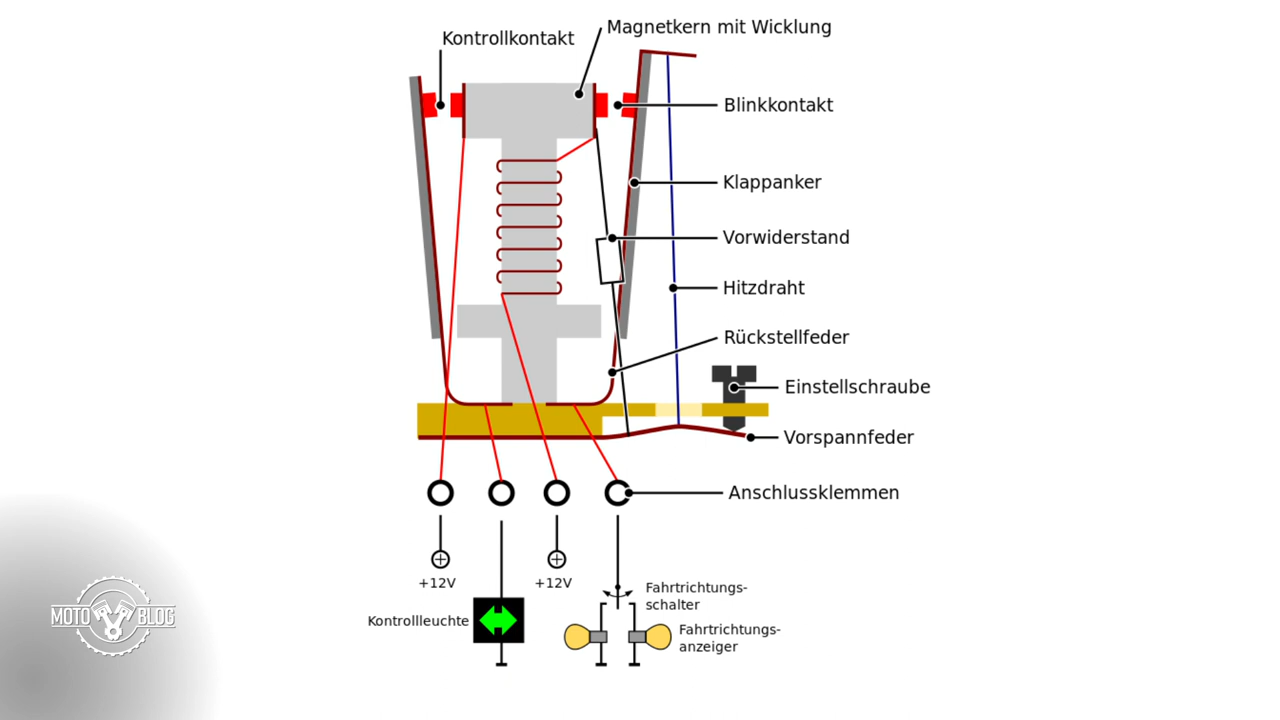 Magnetkern mit Wicklung
Kontrollkontakt
Blinkkontakt
Klappanker
Vorwiderstand
Hitzdraht
Rückstellfeder
Einstellschraube
Vorspannfeder
Anschlussklemmen
+12V
+12V
Fahrtrichtungs-
schalter
Kontrollleuchte
Fahrtrichtungs-
anzeiger
MOTO BLOG